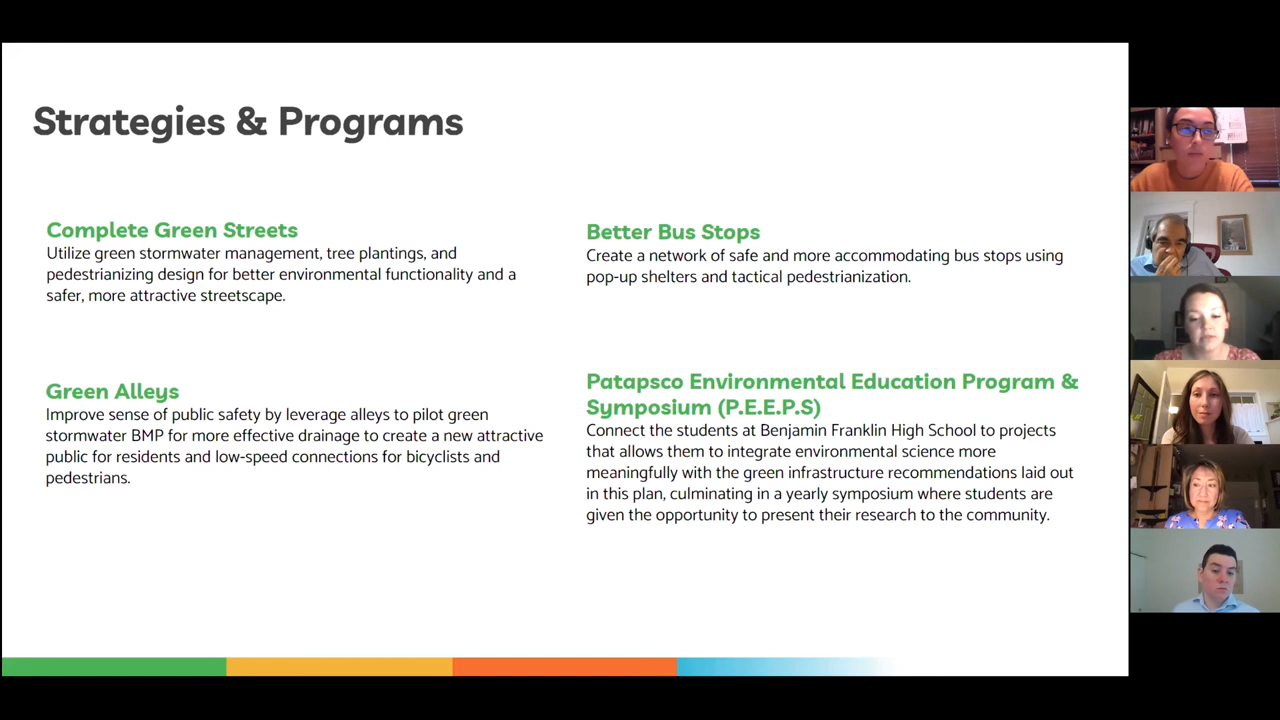 Strategies & Programs
Complete Green Streets
Utilize green stormwater management, tree plantings, and
pedestrianizing design for better environmental functionality and a
safer, more attractive streetscape.
Green Alleys
Improve sense of public safety by leverage alleys to pilot green
stormwater BMP for more effective drainage to create a new attractive
public for residents and low-speed connections for bicyclists and
pedestrians.
Better Bus Stops
Create a network of safe and more accommodating bus stops using
pop-up shelters and tactical pedestrianization.
Patapsco Environmental Education Program &
Symposium (P.E.E.P.S)
Connect the students at Benjamin Franklin High School to projects
that allows them to integrate environmental science more
meaningfully with the green infrastructure recommendations laid out
in this plan, culminating in a yearly symposium where students are
given the opportunity to present their research to the community.